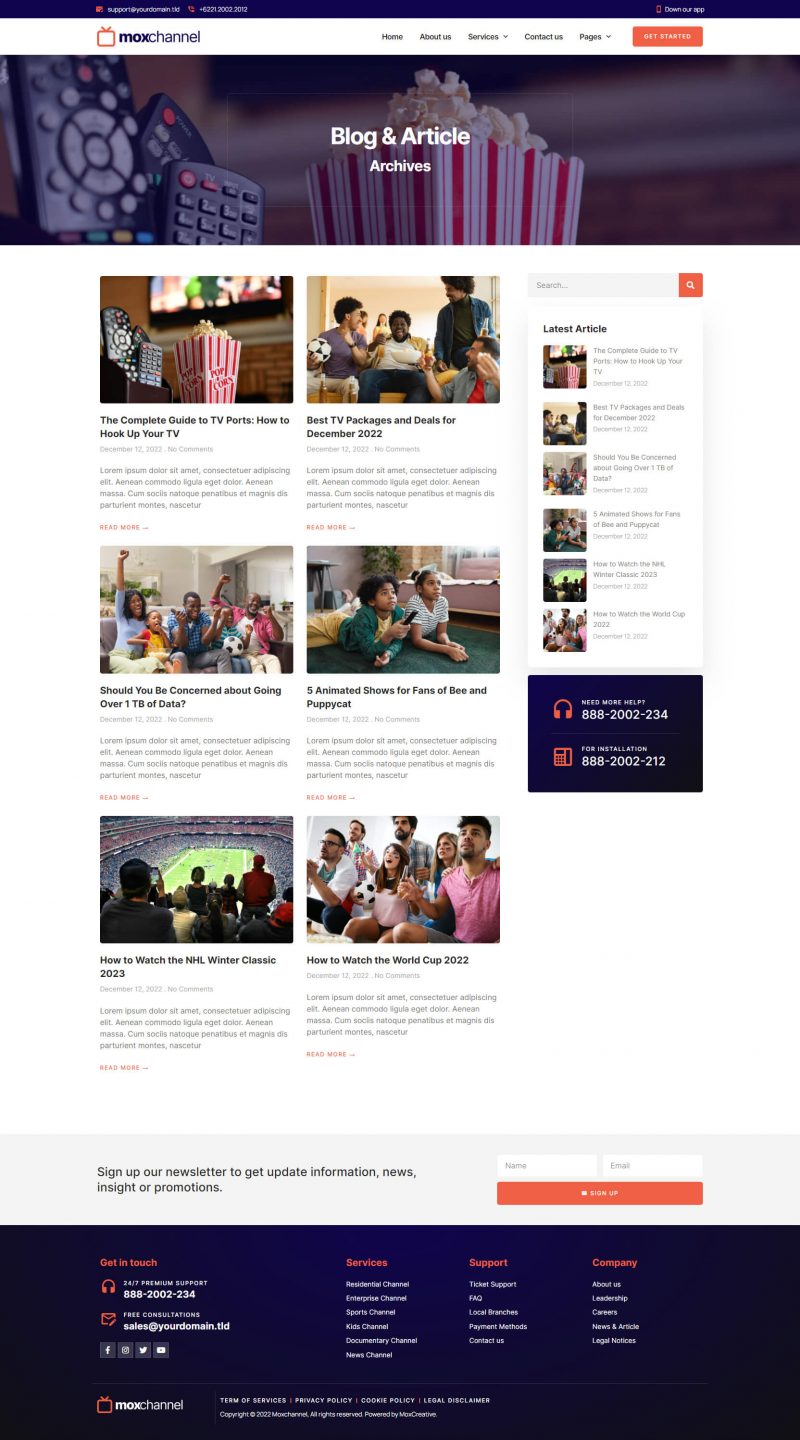 support@yourdomain.tld +6221.2002.2012 Down our app
moxchannel Home About us Services Contact us Pages GET STARTED
POWER
Blog & Article
Archives
Search...
POP CORN POP CORN
The Complete Guide to TV Ports: How to
Hook Up Your TV
December 12, 2022 . No Comments
Lorem ipsum dolor sit amet, consectetuer adipiscing
elit. Aenean commodo ligula eget dolor. Aenean
massa. Cum sociis natoque penatibus et magnis dis
parturient montes, nascetur
READ MORE ⟶
Best TV Packages and Deals for
December 2022
December 12, 2022 . No Comments
Lorem ipsum dolor sit amet, consectetuer adipiscing
elit. Aenean commodo ligula eget dolor. Aenean
massa. Cum sociis natoque penatibus et magnis dis
parturient montes, nascetur
READ MORE ⟶
Should You Be Concerned about Going
Over 1 TB of Data?
December 12, 2022 . No Comments
Lorem ipsum dolor sit amet, consectetuer adipiscing
elit. Aenean commodo ligula eget dolor. Aenean
massa. Cum sociis natoque penatibus et magnis dis
parturient montes, nascetur
READ MORE ⟶
5 Animated Shows for Fans of Bee and
Puppycat
December 12, 2022 . No Comments
Lorem ipsum dolor sit amet, consectetuer adipiscing
elit. Aenean commodo ligula eget dolor. Aenean
massa. Cum sociis natoque penatibus et magnis dis
parturient montes, nascetur
READ MORE ⟶
How to Watch the NHL Winter Classic
2023
December 12, 2022 . No Comments
Lorem ipsum dolor sit amet, consectetuer adipiscing
elit. Aenean commodo ligula eget dolor. Aenean
massa. Cum sociis natoque penatibus et magnis dis
parturient montes, nascetur
READ MORE ⟶
How to Watch the World Cup 2022
December 12, 2022 . No Comments
Lorem ipsum dolor sit amet, consectetuer adipiscing
elit. Aenean commodo ligula eget dolor. Aenean
massa. Cum sociis natoque penatibus et magnis dis
parturient montes, nascetur
READ MORE ⟶
Latest Article
The Complete Guide to TV
Ports: How to Hook Up Your
TV
December 12, 2022
Best TV Packages and Deals
for December 2022
December 12, 2022
Should You Be Concerned
about Going Over 1 TB of
Data?
December 12, 2022
5 Animated Shows for Fans
of Bee and Puppycat
December 12, 2022
How to Watch the NHL
Winter Classic 2023
December 12, 2022
How to Watch the World Cup
2022
December 12, 2022
NEED MORE HELP?
888-2002-234
FOR INSTALLATION
888-2002-212
Sign up our newsletter to get update information, news,
insight or promotions.
Name Email
SIGN UP
Get in touch
24/7 PREMIUM SUPPORT
888-2002-234
FREE CONSULTATIONS
sales@yourdomain.tld
Services
Residential Channel
Enterprise Channel
Sports Channel
Kids Channel
Documentary Channel
News Channel
Support
Ticket Support
FAQ
Local Branches
Payment Methods
Contact us
Company
About us
Leadership
Careers
News & Article
Legal Notices
moxchannel
TERM OF SERVICES | PRIVACY POLICY | COOKIE POLICY | LEGAL DISCLAIMER
Copyright © 2022 Moxchannel, All rights reserved. Powered by MoxCreative.